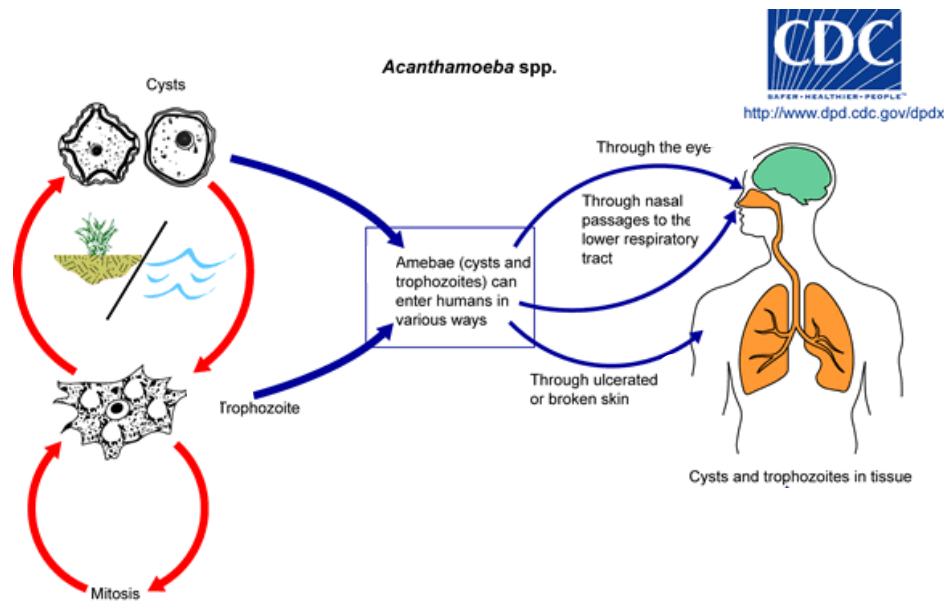 Acanthamoeba spp.
CDC
SAFER·HEALTHIER·PEOPLE™
http://www.dpd.cdc.gov/dpdx
Cysts
Through the eye
Through nasal
passages to the
lower respiratory
tract
Amebae (cysts and
trophozoites) can
enter humans in
various ways
Through ulcerated
or broken skin
Trophozoite
Cysts and trophozoites in tissue
Mitosis